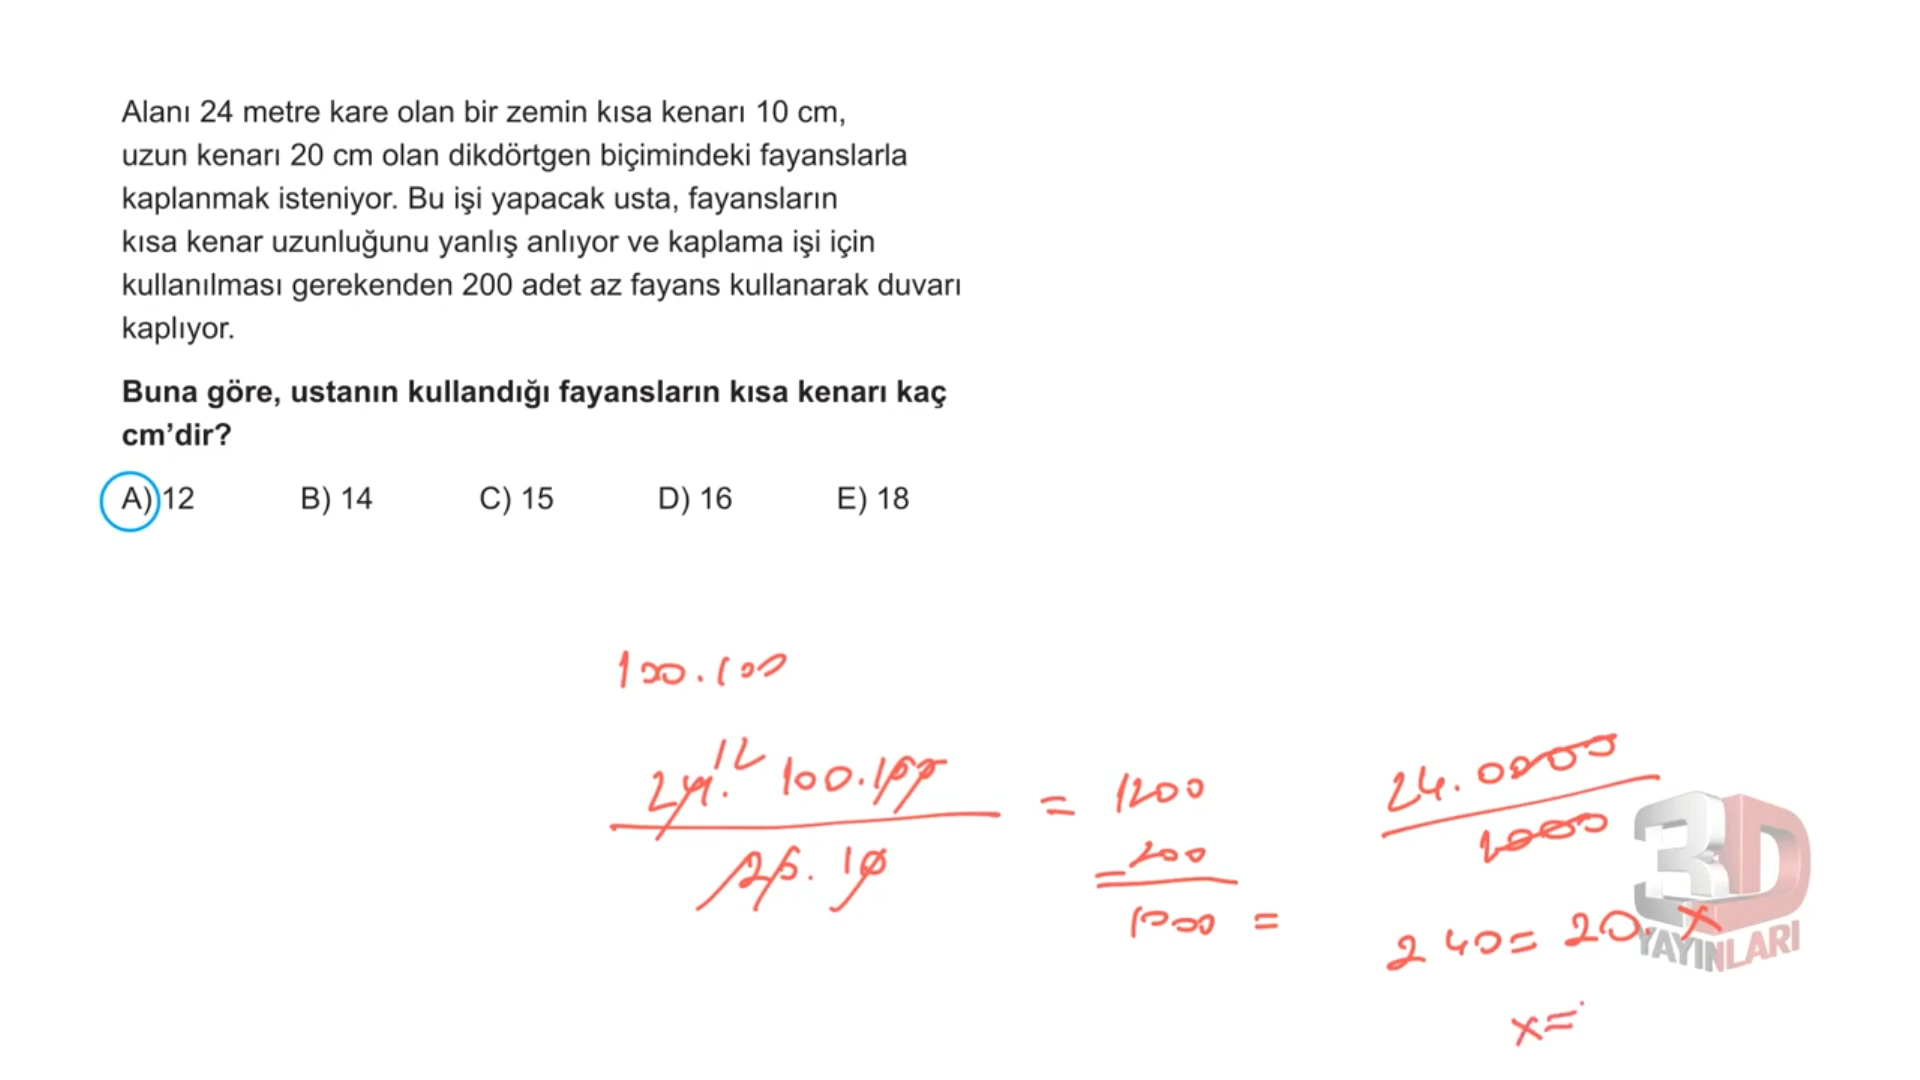 Alanı 24 metre kare olan bir zemin kısa kenarı 10 cm,
uzun kenarı 20 cm olan dikdörtgen biçimindeki fayanslarla
kaplanmak isteniyor. Bu işi yapacak usta, fayansların
kısa kenar uzunluğunu yanlış anlıyor ve kaplama işi için
kullanılması gerekenden 200 adet az fayans kullanarak duvarı
kaplıyor.
Buna göre, ustanın kullandığı fayansların kısa kenarı kaç
cm’dir?
A) 12 B) 14 C) 15 D) 16 E) 18
100.100
12
24. 100.100 = 1200
20. 10
200
1000 =
24.0000
1000
240 = 20. x
x =
3D
YAYINLARI